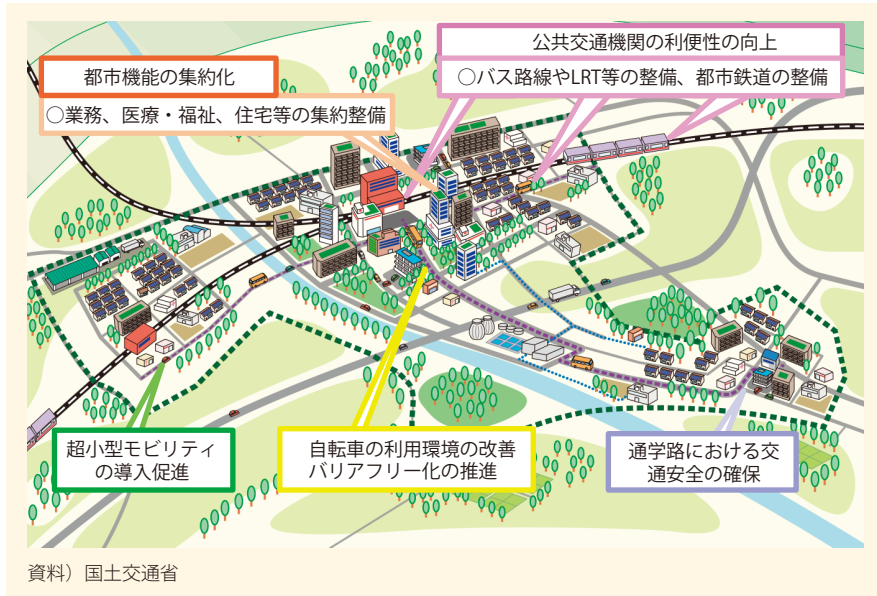 公共交通機関の利便性の向上
○バス路線やLRT等の整備、都市鉄道の整備
都市機能の集約化
○業務、医療・福祉、住宅等の集約整備
超小型モビリティ
の導入促進
自転車の利用環境の改善
バリアフリー化の推進
通学路における交
通安全の確保
資料）国土交通省